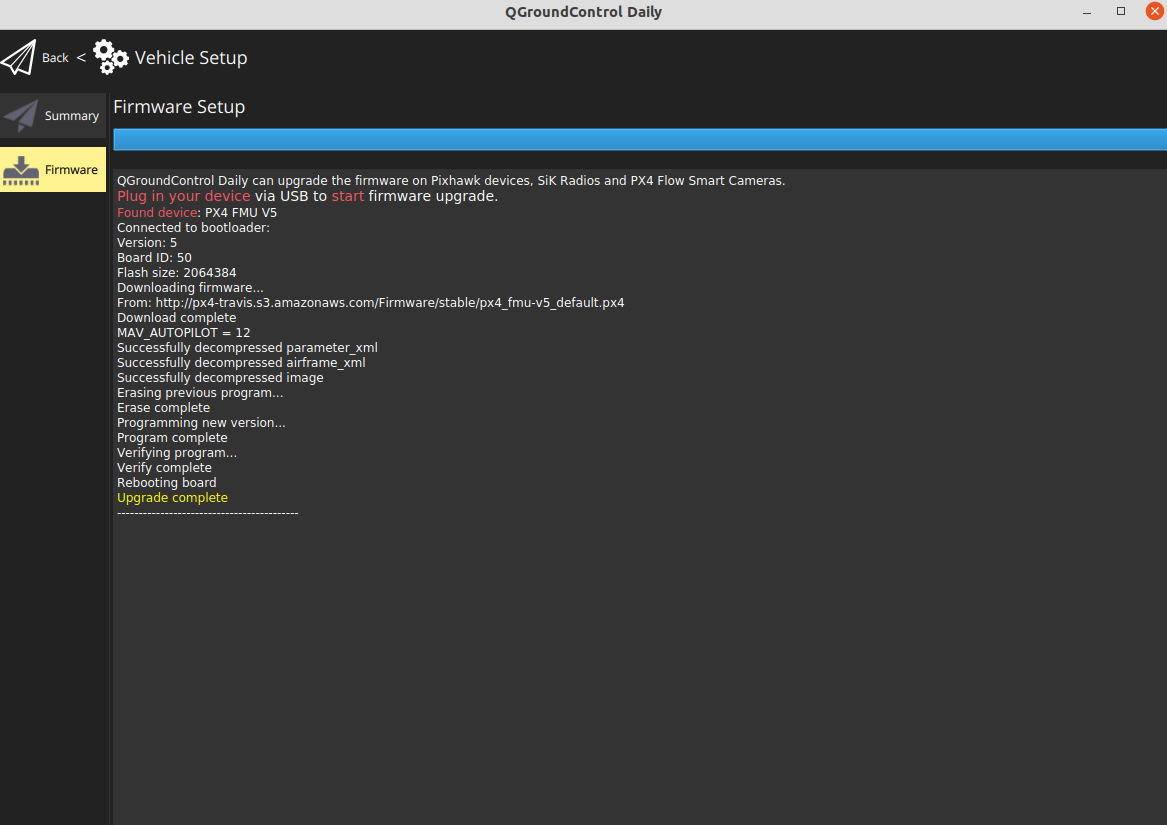 QGroundControl Daily
Back < Vehicle Setup
Summary
Firmware
Firmware Setup
QGroundControl Daily can upgrade the firmware on Pixhawk devices, SiK Radios and PX4 Flow Smart Cameras.
Plug in your device via USB to start firmware upgrade.
Found device: PX4 FMU V5
Connected to bootloader:
Version: 5
Board ID: 50
Flash size: 2064384
Downloading firmware...
From: http://px4-travis.s3.amazonaws.com/Firmware/stable/px4_fmu-v5_default.px4
Download complete
MAV_AUTOPILOT = 12
Successfully decompressed parameter_xml
Successfully decompressed airframe_xml
Successfully decompressed image
Erasing previous program...
Erase complete
Programming new version...
Program complete
Verifying program...
Verify complete
Rebooting board
Upgrade complete
------------------------------------------